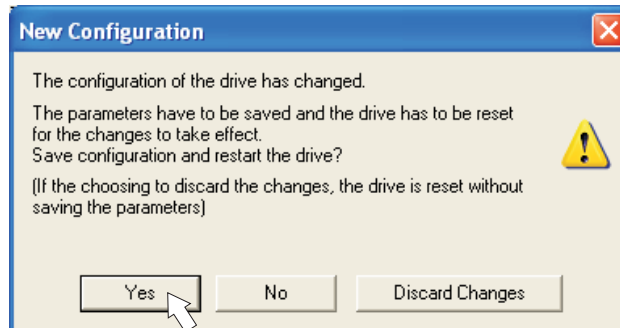 New Configuration
The configuration of the drive has changed.
The parameters have to be saved and the drive has to be reset
for the changes to take effect.
Save configuration and restart the drive?
(If the choosing to discard the changes, the drive is reset without
saving the parameters)
Yes
No
Discard Changes